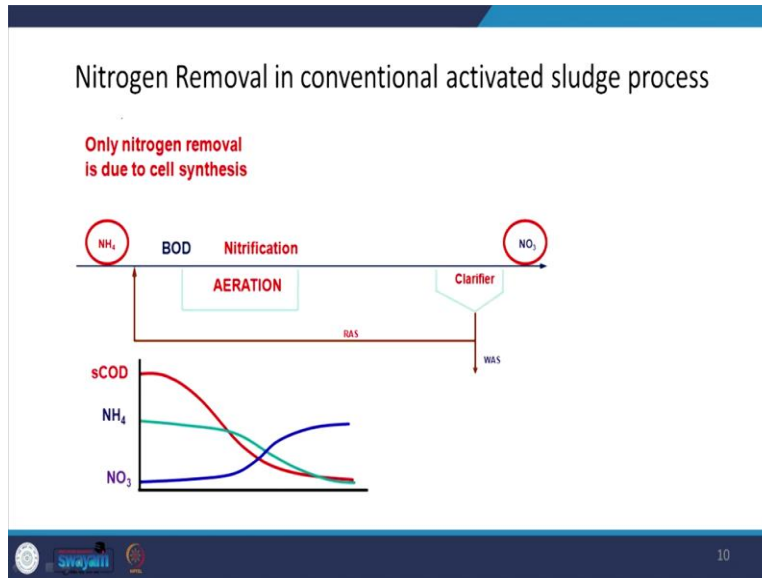 Nitrogen Removal in conventional activated sludge process
Only nitrogen removal
is due to cell synthesis
NH₄
BOD
Nitrification
NO₃
AERATION
Clarifier
RAS
WAS
sCOD
NH₄
NO₃
swayam
10